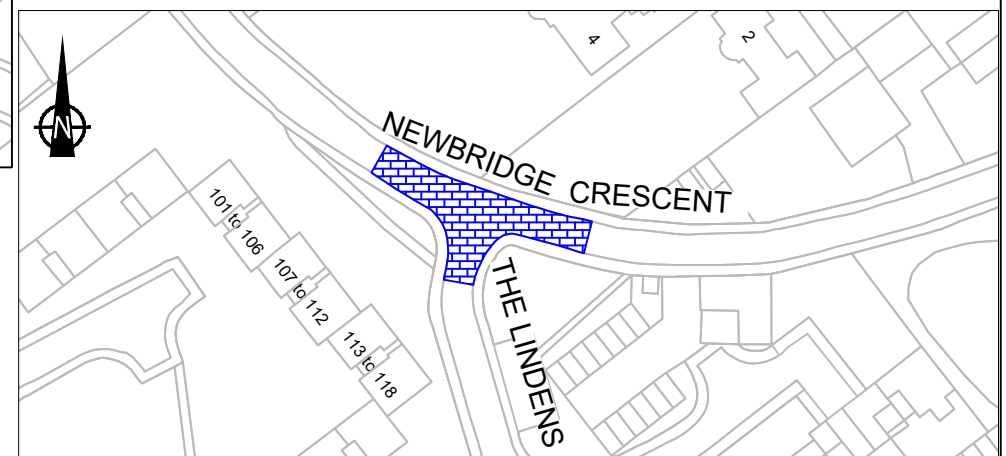 4
2
N
NEWBRIDGE CRESCENT
101 to 106
107 to 112
113 to 118
THE LINDENS